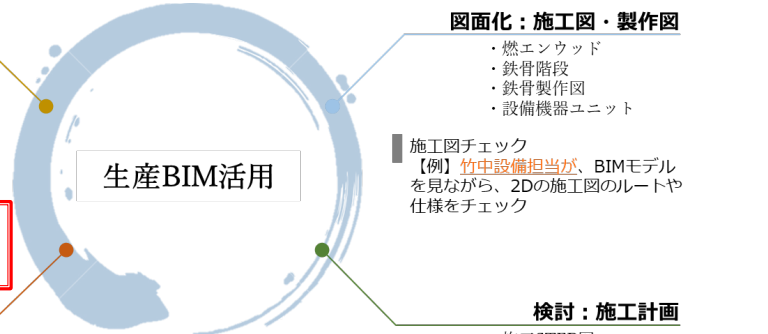 図面化：施工図・製作図
・燃エンウッド
・鉄骨階段
・鉄骨製作図
・設備機器ユニット
施工図チェック
【例】竹中設備担当が、BIMモデル
を見ながら、2Dの施工図のルートや
仕様をチェック
生産BIM活用
検討：施工計画